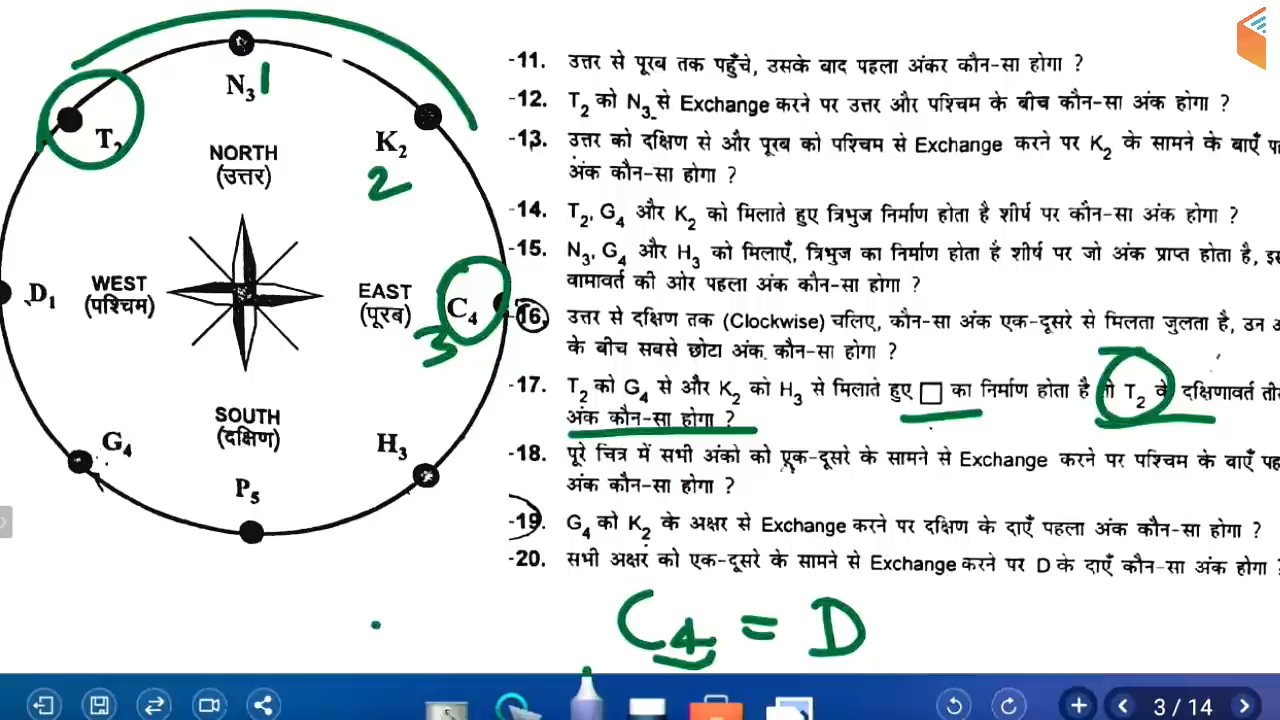 N3 1
T2
K2
2
NORTH
(उत्तर)
WEST
(पश्चिम)
D1
EAST
(पूरब)
C4
3
SOUTH
(दक्षिण)
G4
H3
P5
-11. उत्तर से पूरब तक पहुँचे, उसके बाद पहला अंकर कौन-सा होगा ?
-12. T2 को N3 से Exchange करने पर उत्तर और पश्चिम के बीच कौन-सा अंक होगा ?
-13. उत्तर को दक्षिण से और पूरब को पश्चिम से Exchange करने पर K2 के सामने के बाएँ
अंक कौन-सा होगा ?
-14. T2, G4 और K2 को मिलाते हुए त्रिभुज निर्माण होता है शीर्ष पर कौन-सा अंक होगा ?
-15. N3, G4 और H3 को मिलाएँ, त्रिभुज का निर्माण होता है शीर्ष पर जो अंक प्राप्त होता है,
वामावर्त की ओर पहला अंक कौन-सा होगा ?
-16. उत्तर से दक्षिण तक (Clockwise) चलिए, कौन-सा अंक एक-दूसरे से मिलता जुलता है, उन
के बीच सबसे छोटा अंक कौन-सा होगा ?
-17. T2 को G4 से और K2 को H3 से मिलाते हुए □ का निर्माण होता है T2 के दक्षिणावर्त
अंक कौन-सा होगा ?
-18. पूरे चित्र में सभी अंको को एक-दूसरे के सामने से Exchange करने पर पश्चिम के बाएँ
अंक कौन-सा होगा ?
-19. G4 को K2 के अक्षर से Exchange करने पर दक्षिण के दाएँ पहला अंक कौन-सा होगा ?
-20. सभी अक्षर को एक-दूसरे के सामने से Exchange करने पर D के दाएँ कौन-सा अंक होगा ?
C4 = D
3 / 14